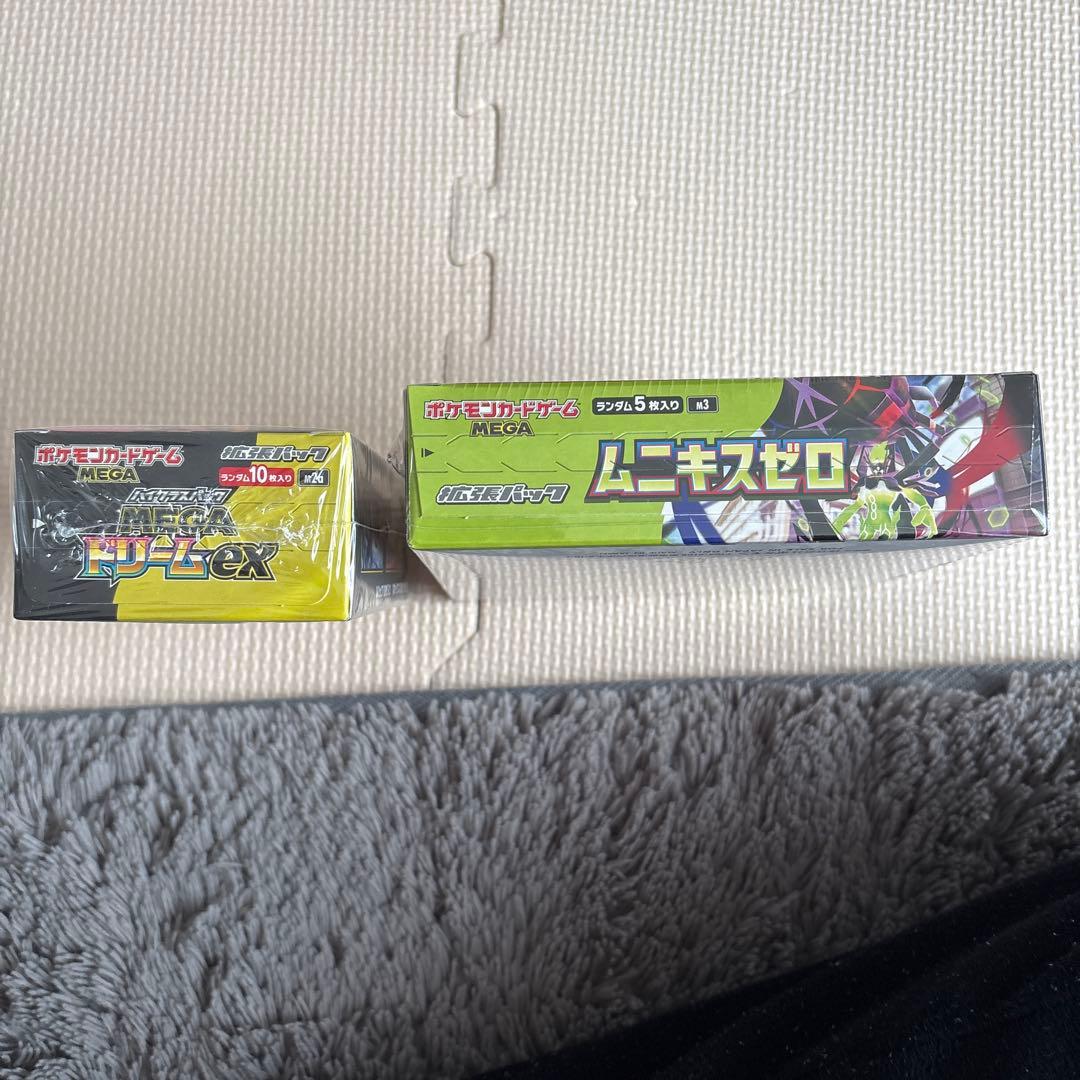 ポケモンカードゲーム
MEGA
拡張パック
ランダム10枚入り
M2a
ハイクラスパック
MEGA
ドリームex
ポケモンカードゲーム
MEGA
ランダム5枚入り
M3
拡張パック
ムニキスゼロ